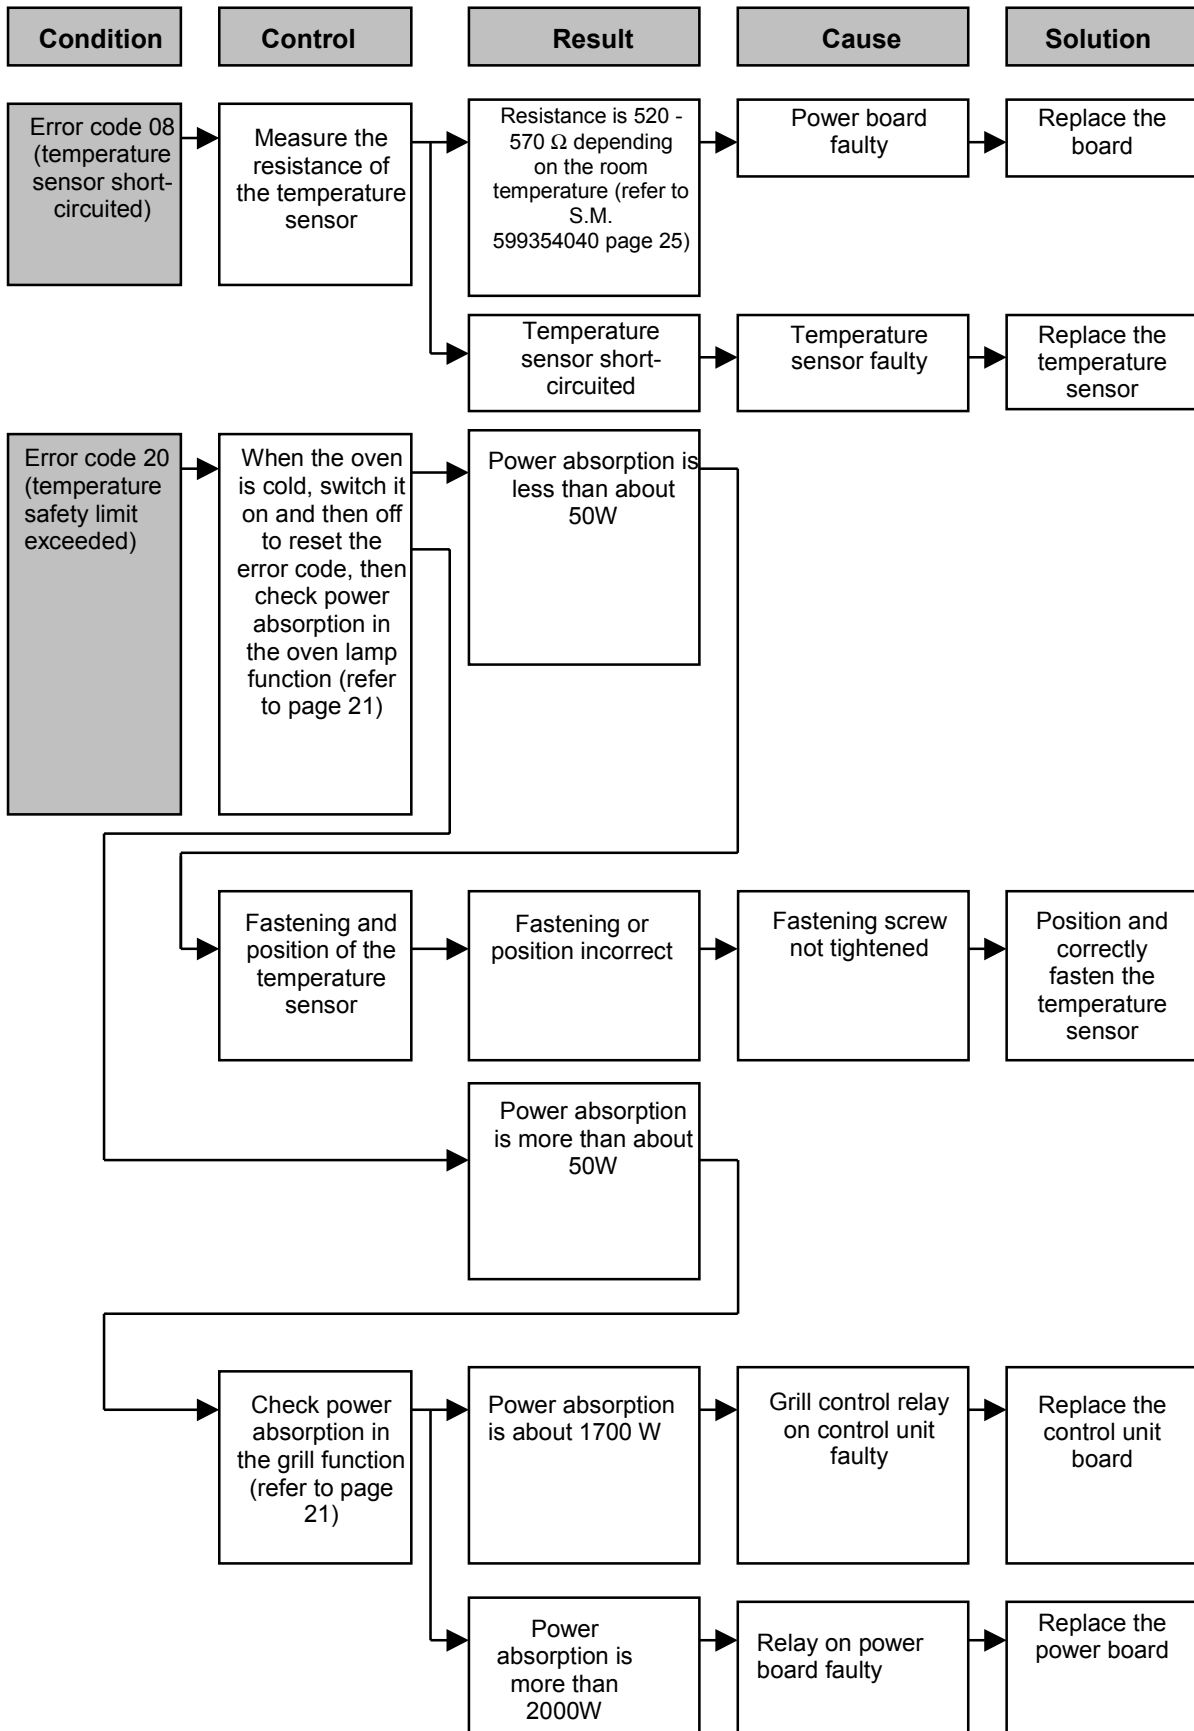 Condition
Control
Result
Cause
Solution
Error code 08
(temperature
sensor short-
circuited)
Measure the
resistance of
the temperature
sensor
Resistance is 520 -
570 Ω depending
on the room
temperature (refer to
S.M.
599354040 page 25)
Power board
faulty
Replace the
board
Temperature
sensor short-
circuited
Temperature
sensor faulty
Replace the
temperature
sensor
Error code 20
(temperature
safety limit
exceeded)
When the oven
is cold, switch it
on and then off
to reset the
error code, then
check power
absorption in
the oven lamp
function (refer
to page 21)
Power absorption is
less than about
50W
Fastening and
position of the
temperature
sensor
Fastening or
position incorrect
Fastening screw
not tightened
Position and
correctly
fasten the
temperature
sensor
Power absorption
is more than about
50W
Check power
absorption in
the grill function
(refer to page
21)
Power absorption
is about 1700 W
Grill control relay
on control unit
faulty
Replace the
control unit
board
Power
absorption is
more than
2000W
Relay on power
board faulty
Replace the
power board